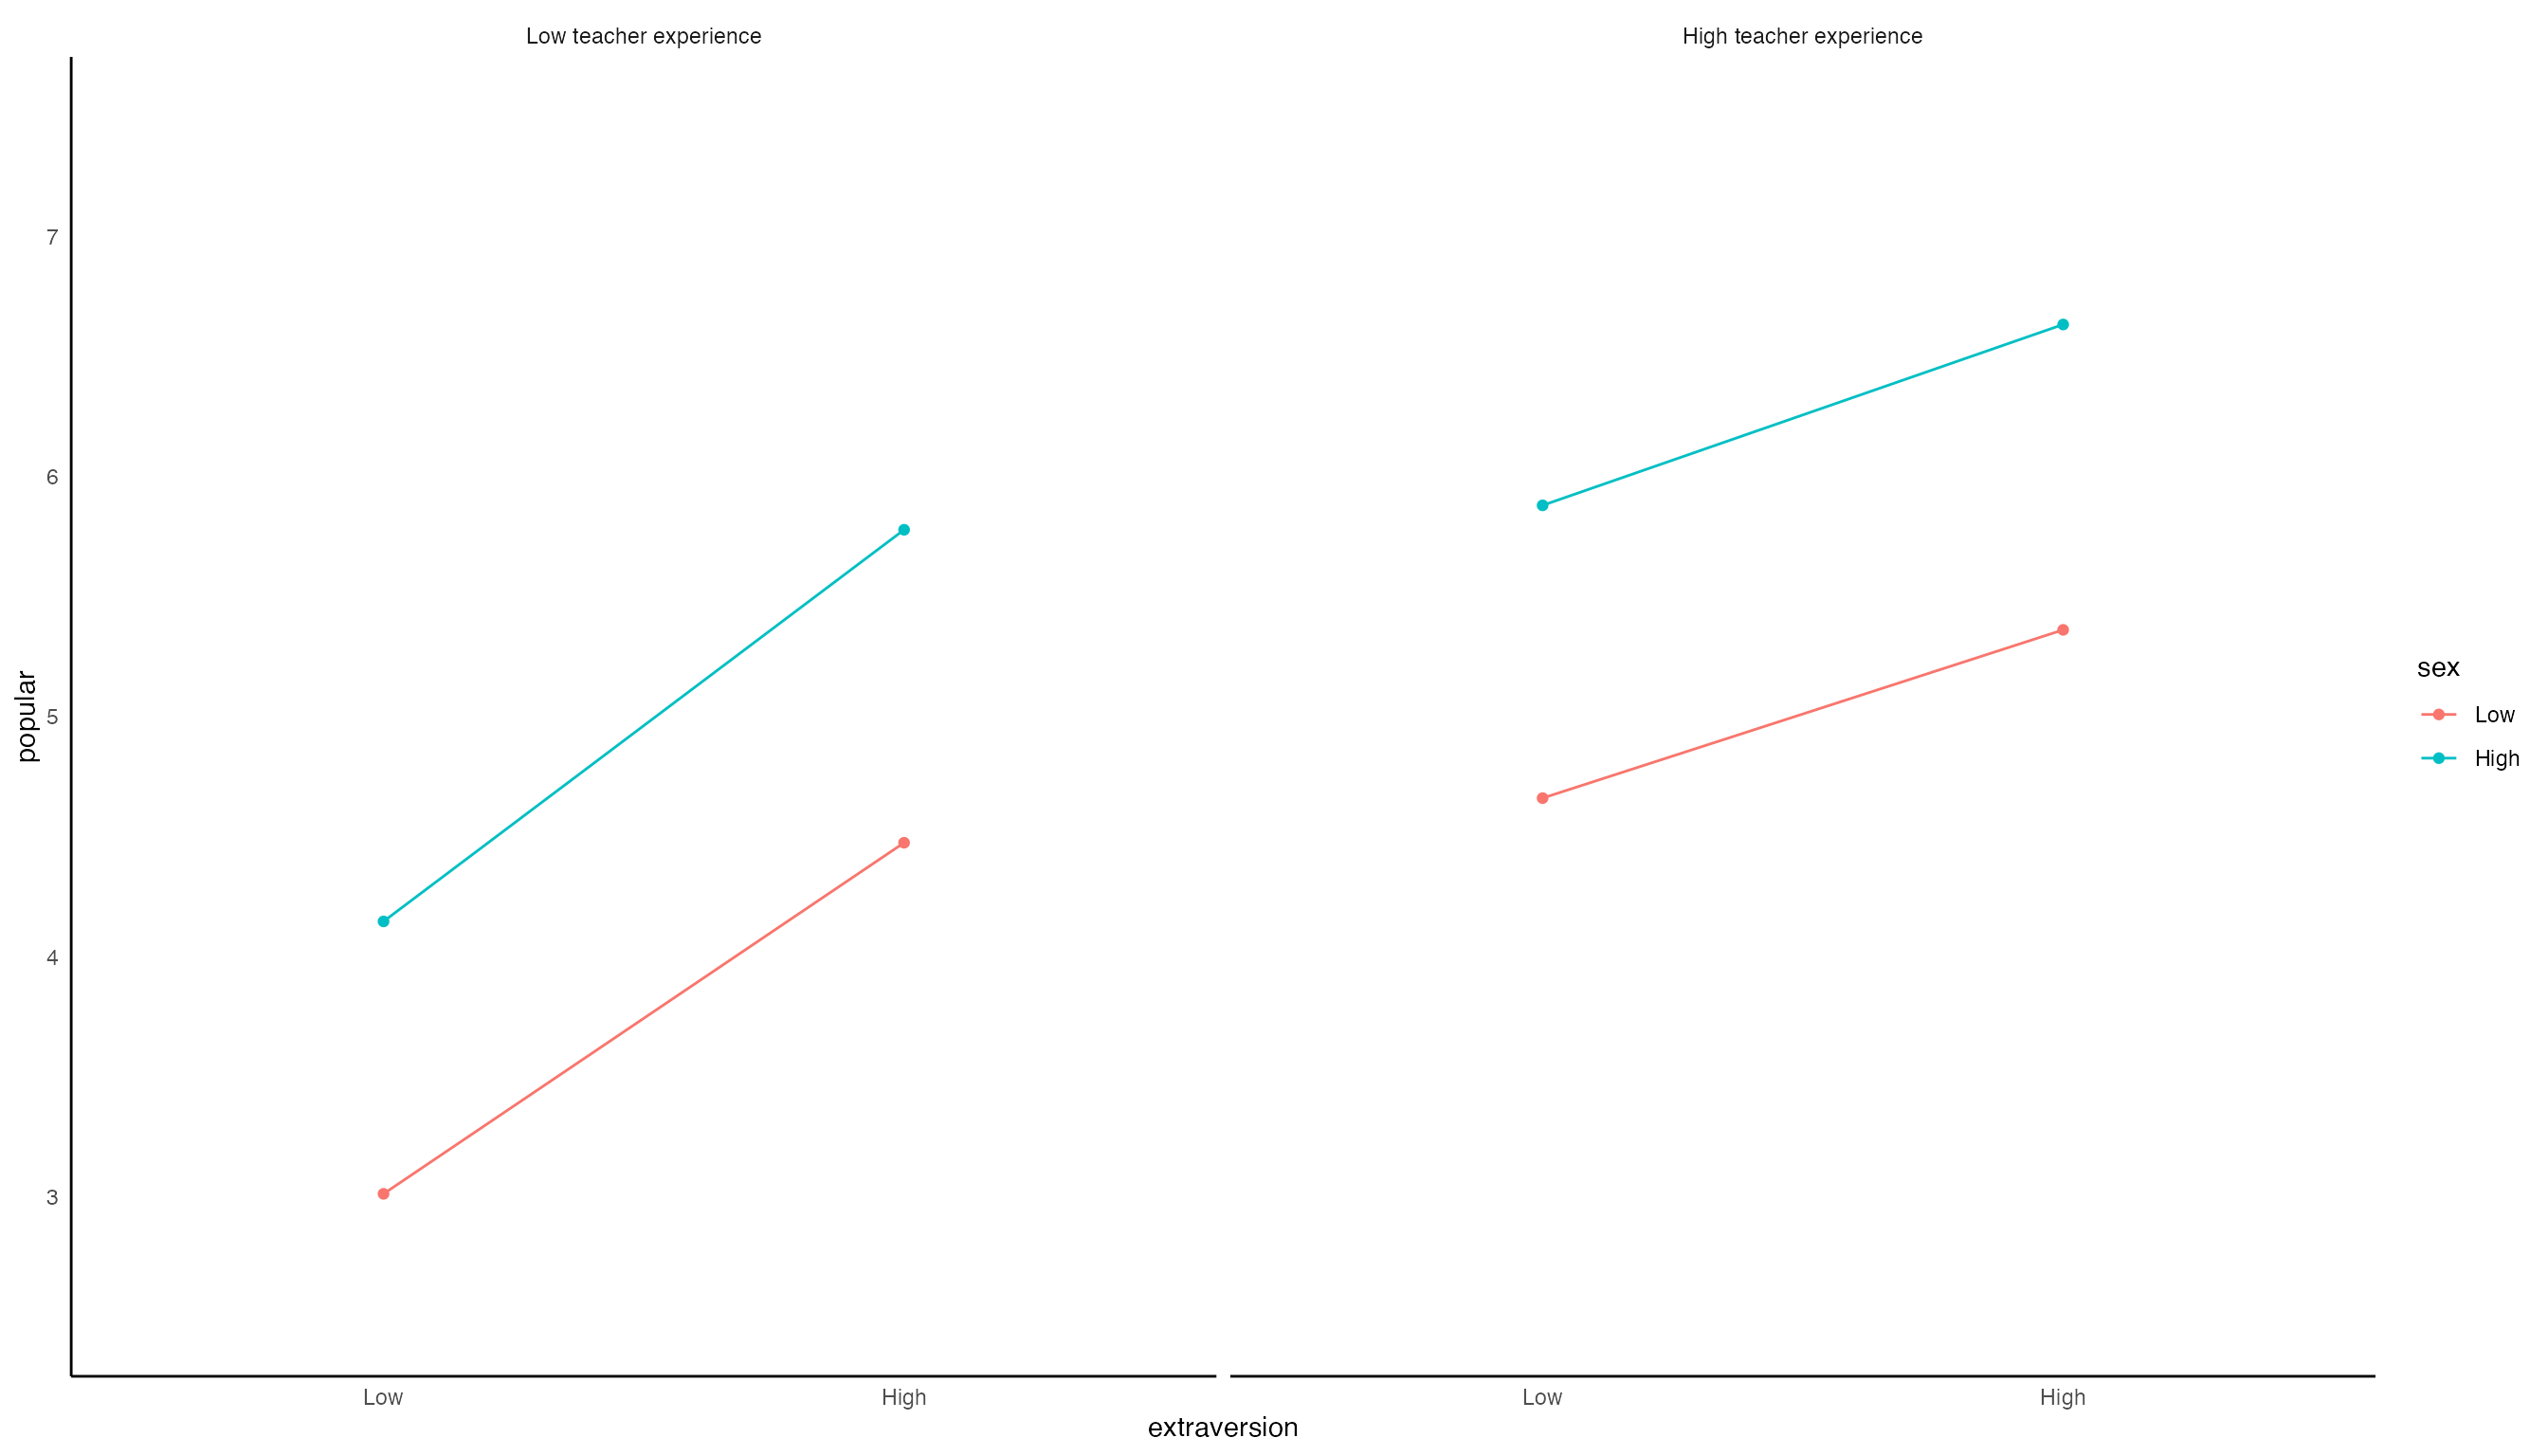 Low teacher experience
High teacher experience
7
6
5
4
3
popular
Low
High
Low
High
extraversion
sex
Low
High